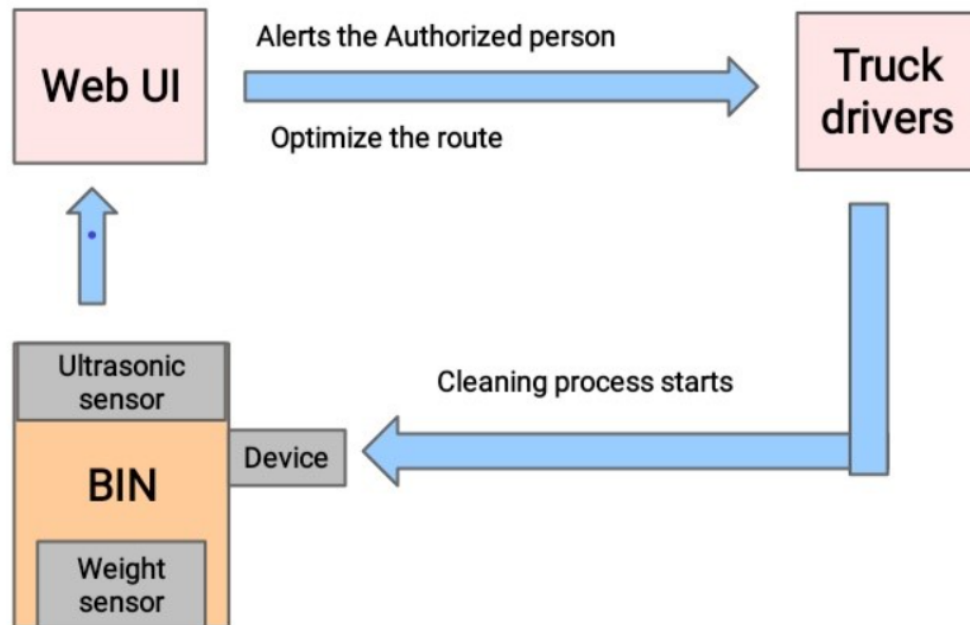 Web UI
Alerts the Authorized person
Optimize the route
Truck
drivers
Ultrasonic
sensor
Cleaning process starts
Device
BIN
Weight
sensor